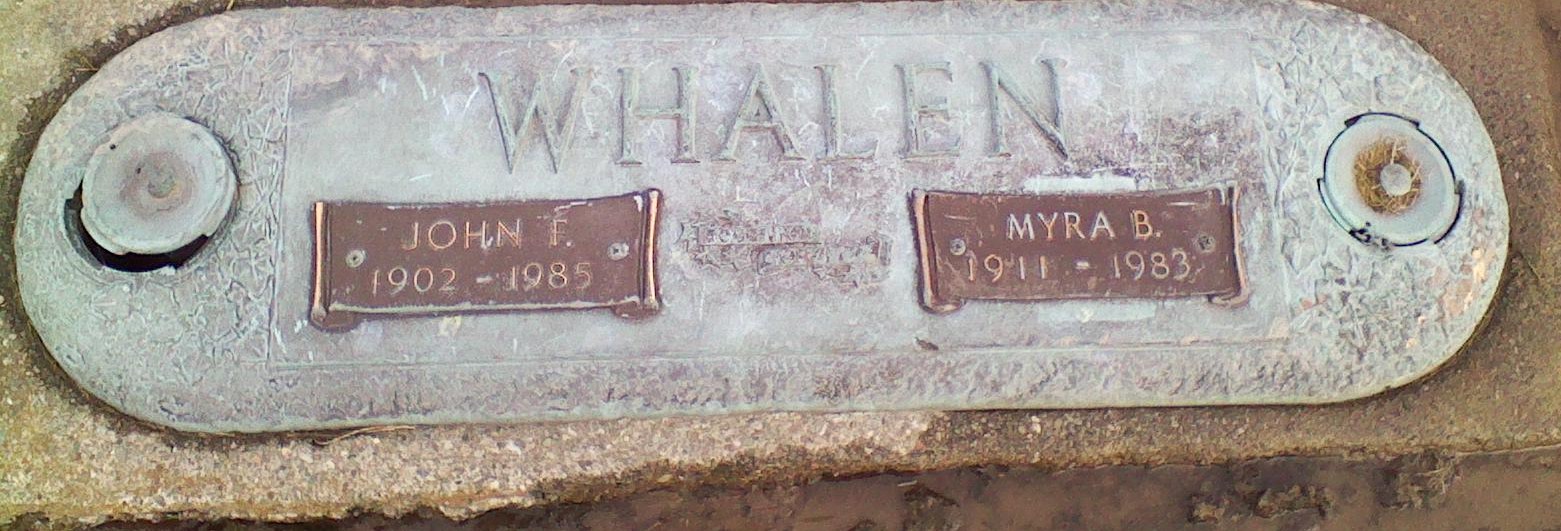 WHALEN
JOHN F.
1902 - 1985
MYRA B.
1911 - 1983